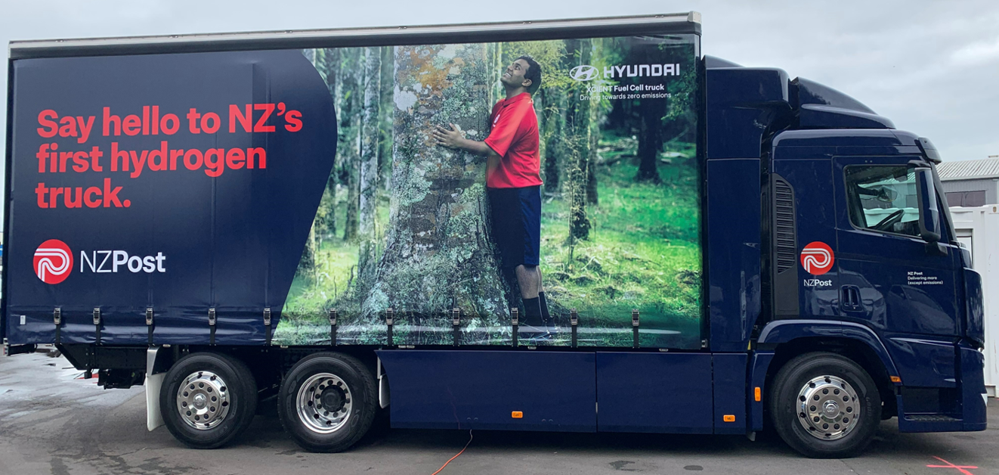 Say hello to NZ's
first hydrogen
truck.
NZPost
HYUNDAI
XCIENT Fuel Cell truck
Driving towards zero emissions
NZPost
NZ Post
Delivering more
(except emissions)